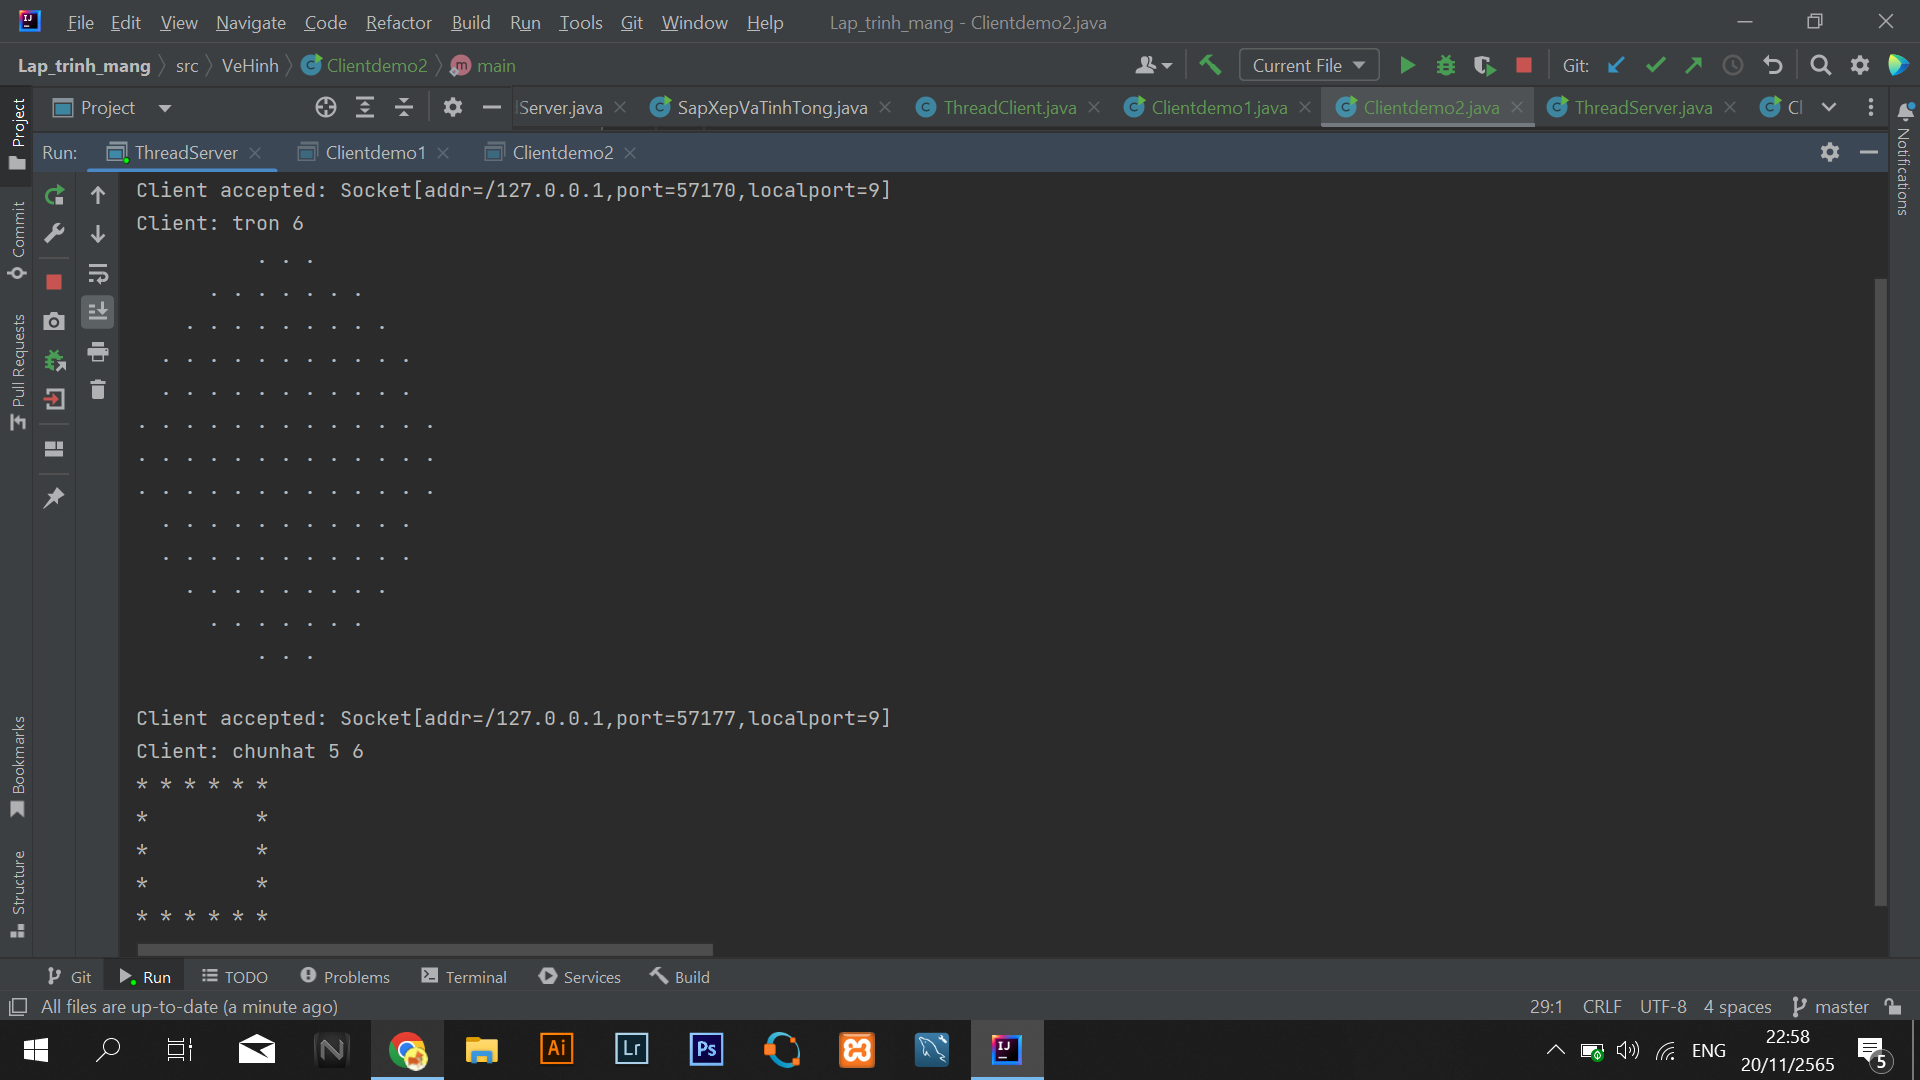 File Edit View Navigate Code Refactor Build Run Tools Git Window Help Lap_trinh_mang - Clientdemo2.java
Lap_trinh_mang src VeHinh Clientdemo2 main Current File Git:
Project Server.java SapXepVaTinhTong.java ThreadClient.java Clientdemo1.java Clientdemo2.java ThreadServer.java Cl
Run: ThreadServer Clientdemo1 Clientdemo2
Client accepted: Socket[addr=/127.0.0.1,port=57170,localport=9]
Client: tron 6
          . . .
      . . . . . . .
    . . . . . . . . .
  . . . . . . . . . . .
  . . . . . . . . . . .
. . . . . . . . . . . . .
. . . . . . . . . . . . .
. . . . . . . . . . . . .
  . . . . . . . . . . .
  . . . . . . . . . . .
    . . . . . . . . .
      . . . . . . .
          . . .
Client accepted: Socket[addr=/127.0.0.1,port=57177,localport=9]
Client: chunhat 5 6
* * * * * *
*         *
*         *
*         *
* * * * * *
Project
Commit
Pull Requests
Bookmarks
Structure
Notifications
Git Run TODO Problems Terminal Services Build
All files are up-to-date (a minute ago) 29:1 CRLF UTF-8 4 spaces master
N Ai Lr Ps IJ ENG 22:58
20/11/2565 5